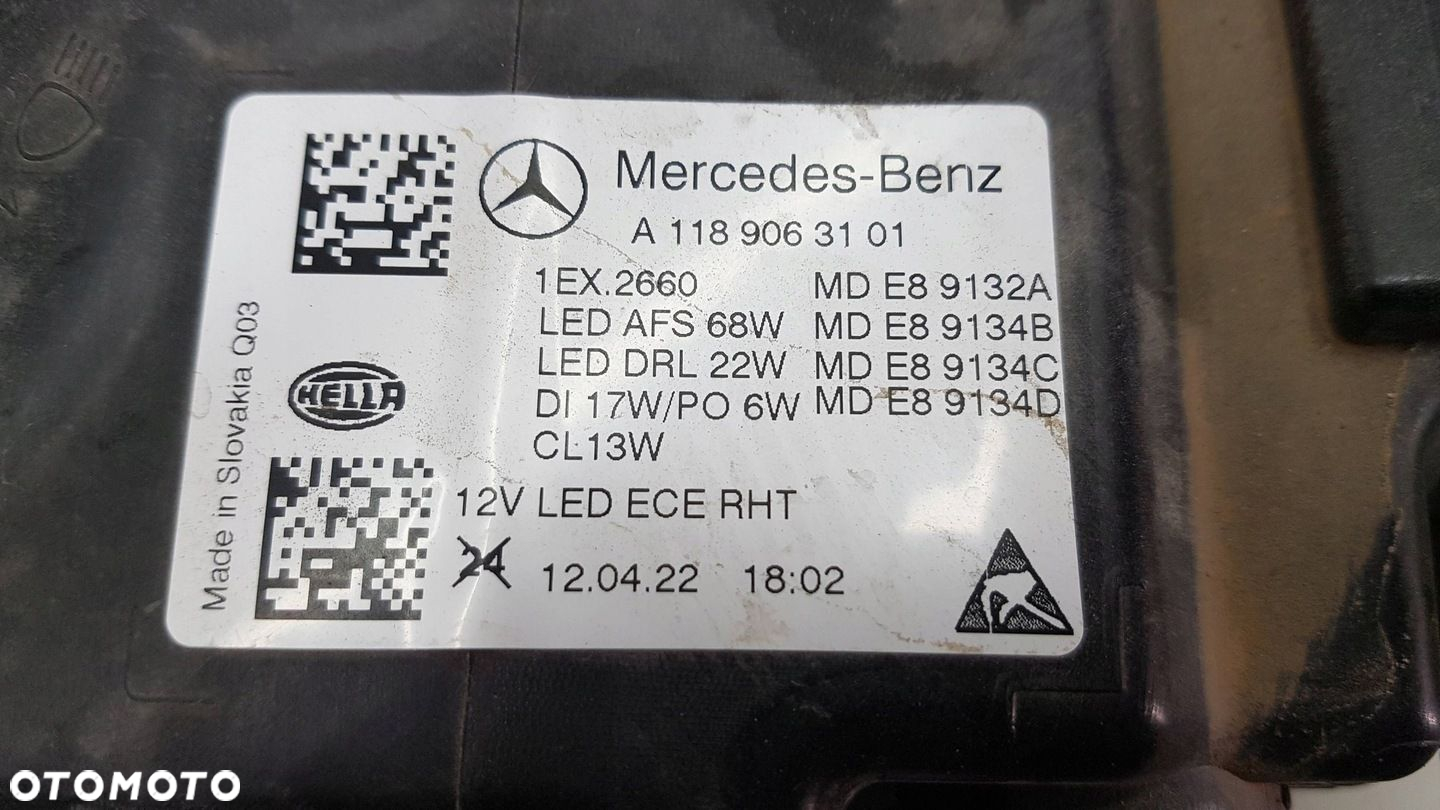 Mercedes-Benz
A 118 906 31 01
1EX.2660 MD E8 9132A
LED AFS 68W MD E8 9134B
LED DRL 22W MD E8 9134C
DI 17W/PO 6W MD E8 9134D
CL13W
HELLA
Made in Slovakia Q03
12V LED ECE RHT
24 12.04.22 18:02
OTOMOTO